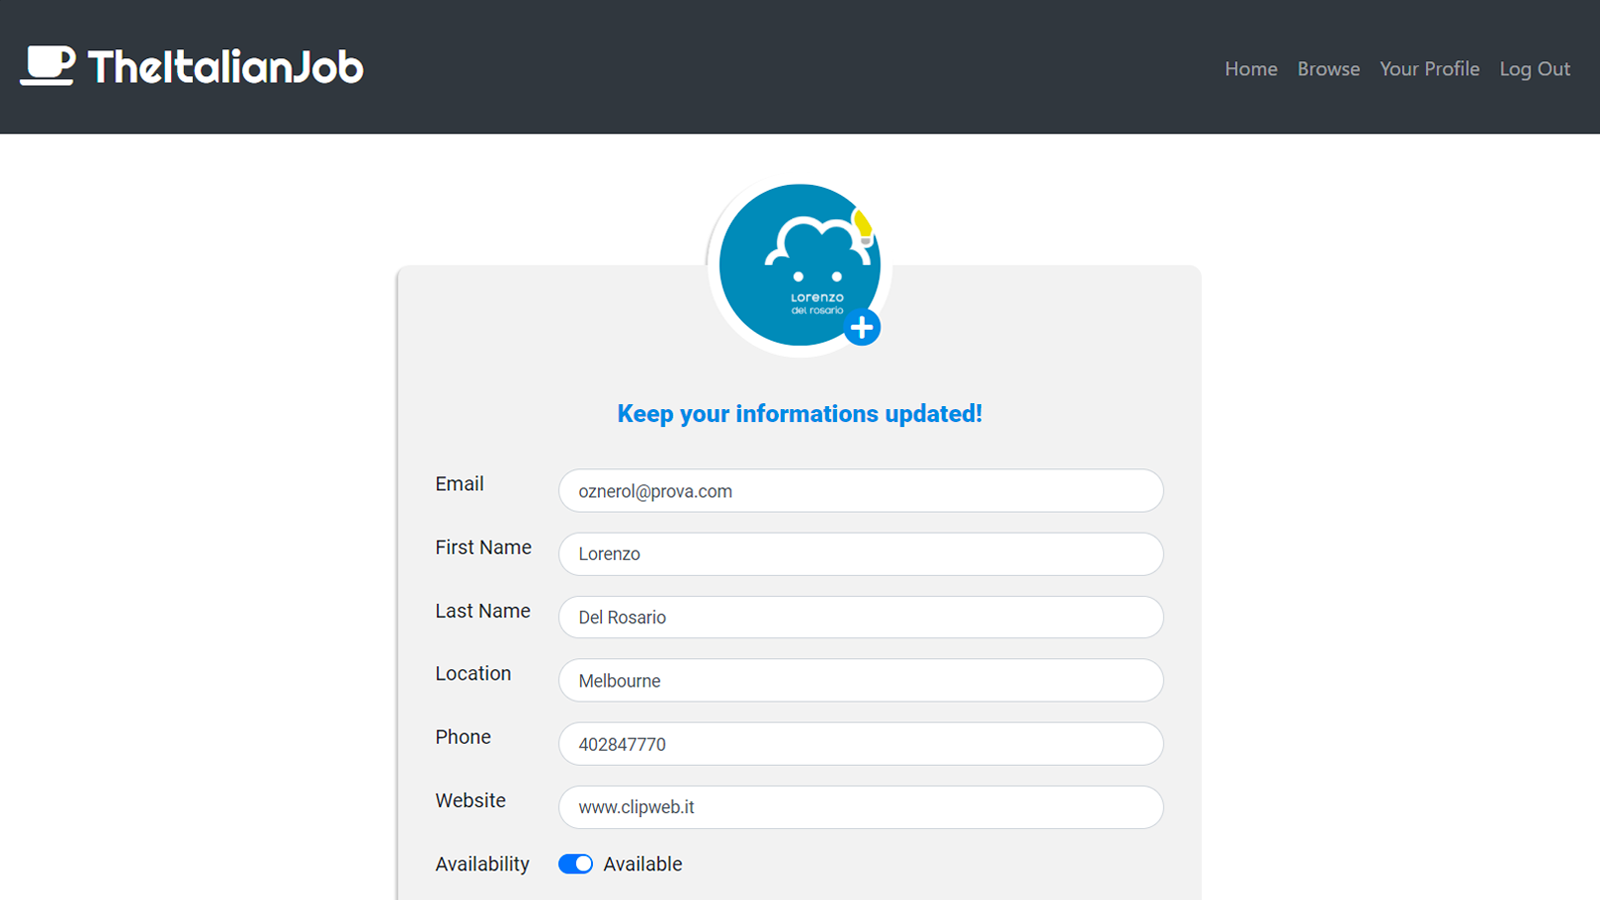 TheItalianJob
Home Browse Your Profile Log Out
Lorenzo
del rosario
Keep your informations updated!
Email oznerol@prova.com
First Name Lorenzo
Last Name Del Rosario
Location Melbourne
Phone 402847770
Website www.clipweb.it
Availability Available